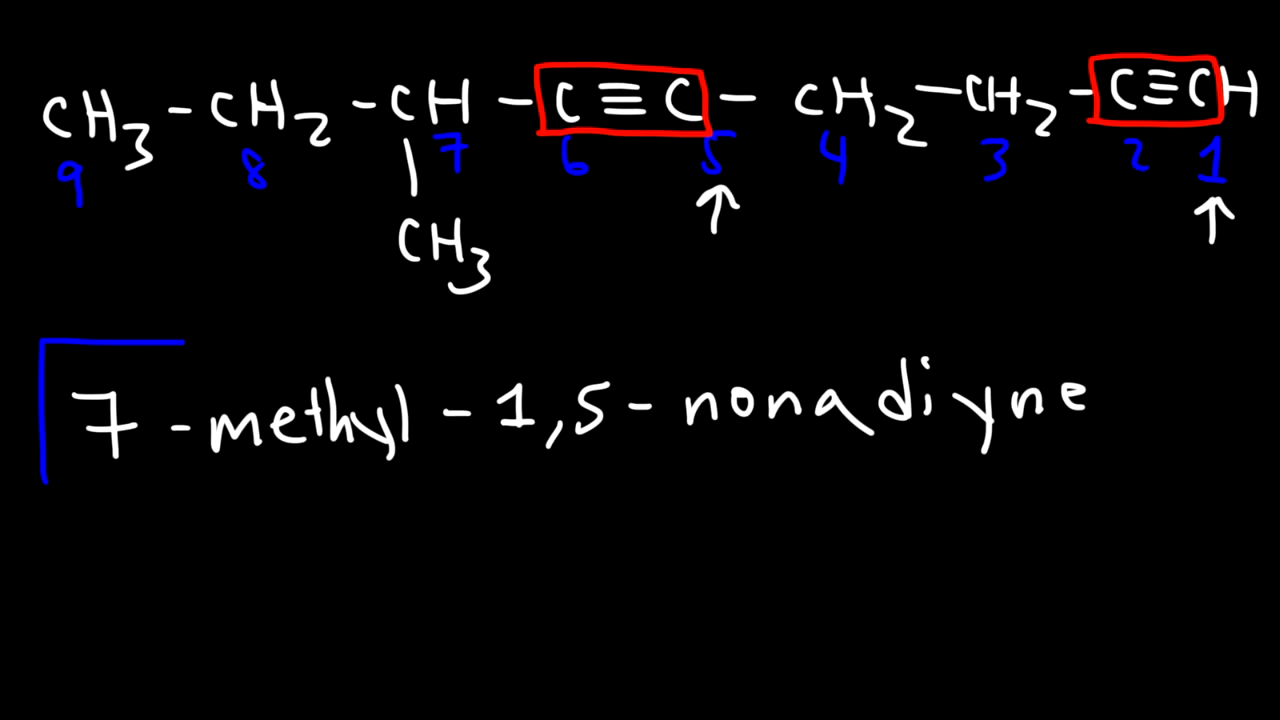 CH3 - CH2 - CH - C ≡ C - CH2 - CH2 - C≡CH
9 8 7 6 5 4 3 2 1
CH3
7 - methyl - 1,5 - nonadiyne